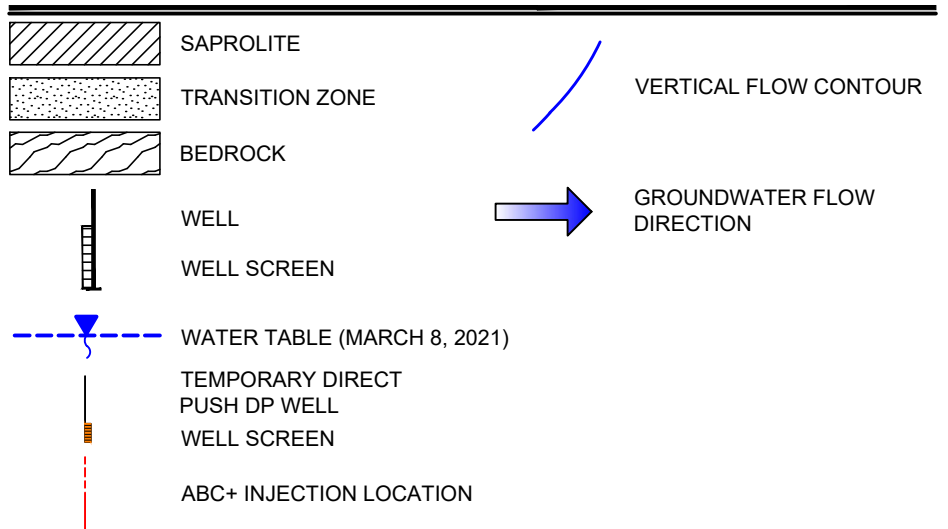 SAPROLITE
TRANSITION ZONE
BEDROCK
WELL
WELL SCREEN
WATER TABLE (MARCH 8, 2021)
TEMPORARY DIRECT
PUSH DP WELL
WELL SCREEN
ABC+ INJECTION LOCATION
VERTICAL FLOW CONTOUR
GROUNDWATER FLOW
DIRECTION